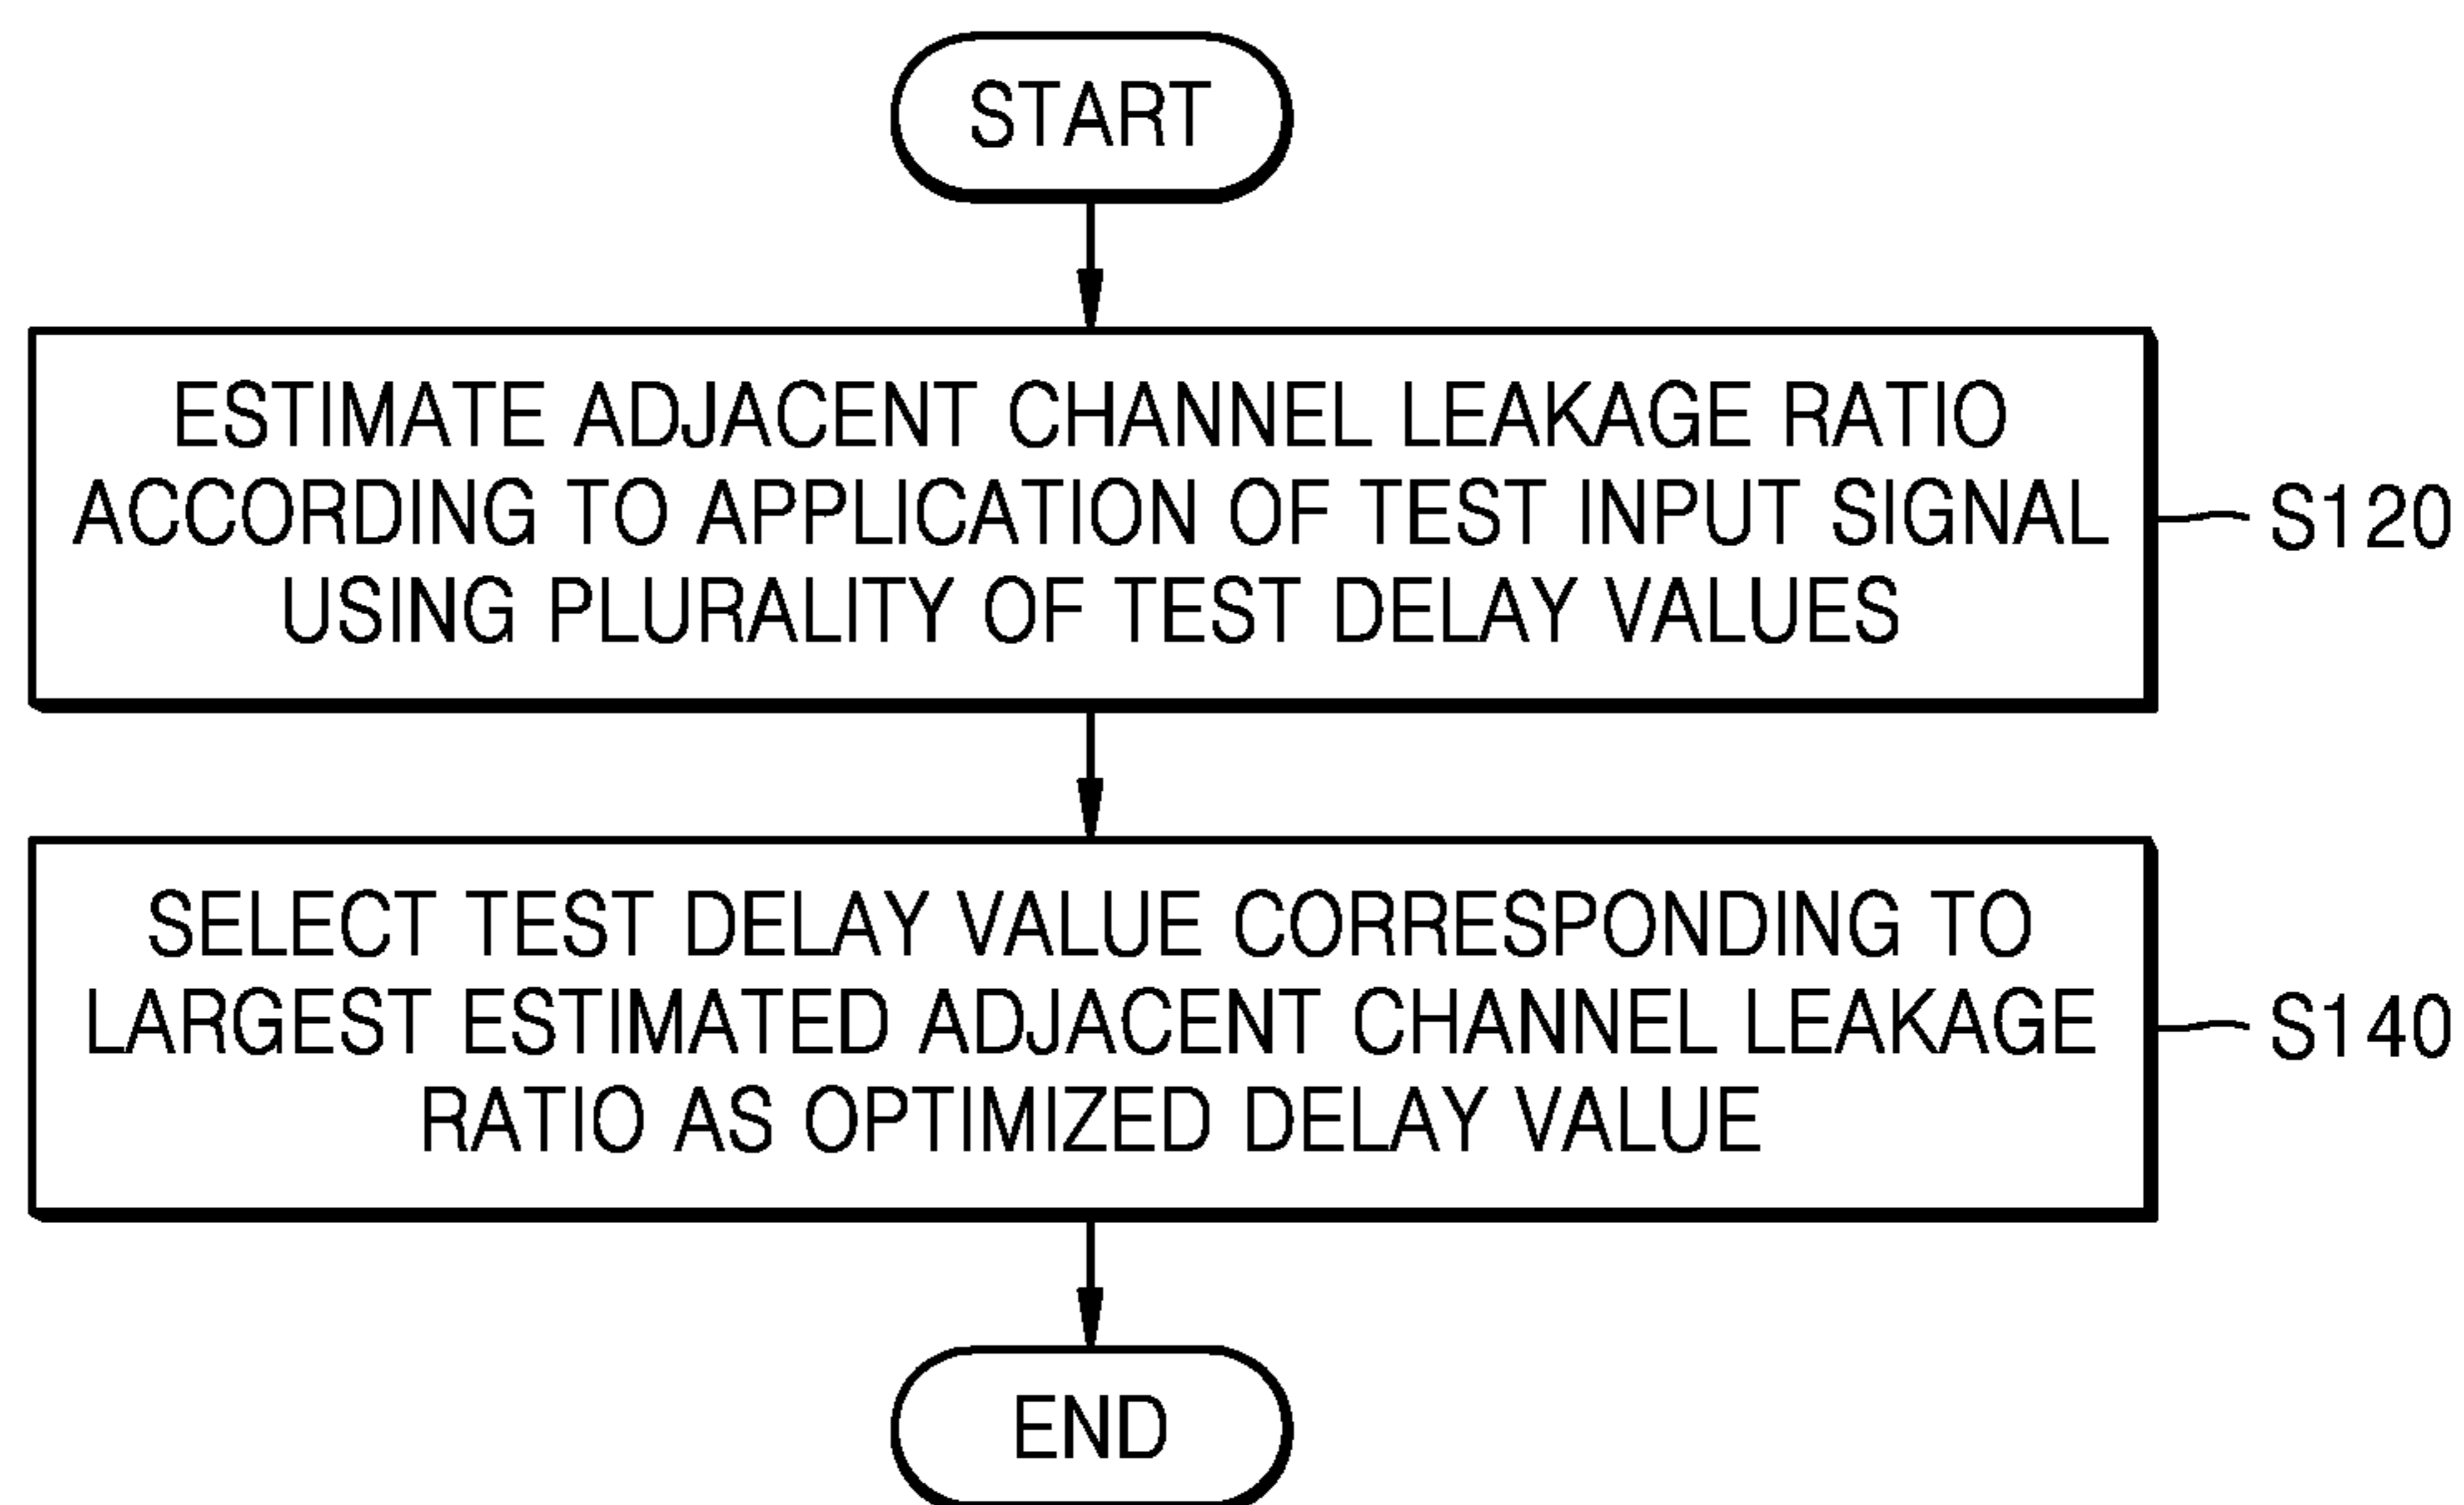 START
ESTIMATE ADJACENT CHANNEL LEAKAGE RATIO
ACCORDING TO APPLICATION OF TEST INPUT SIGNAL
USING PLURALITY OF TEST DELAY VALUES
S120
SELECT TEST DELAY VALUE CORRESPONDING TO
LARGEST ESTIMATED ADJACENT CHANNEL LEAKAGE
RATIO AS OPTIMIZED DELAY VALUE
S140
END